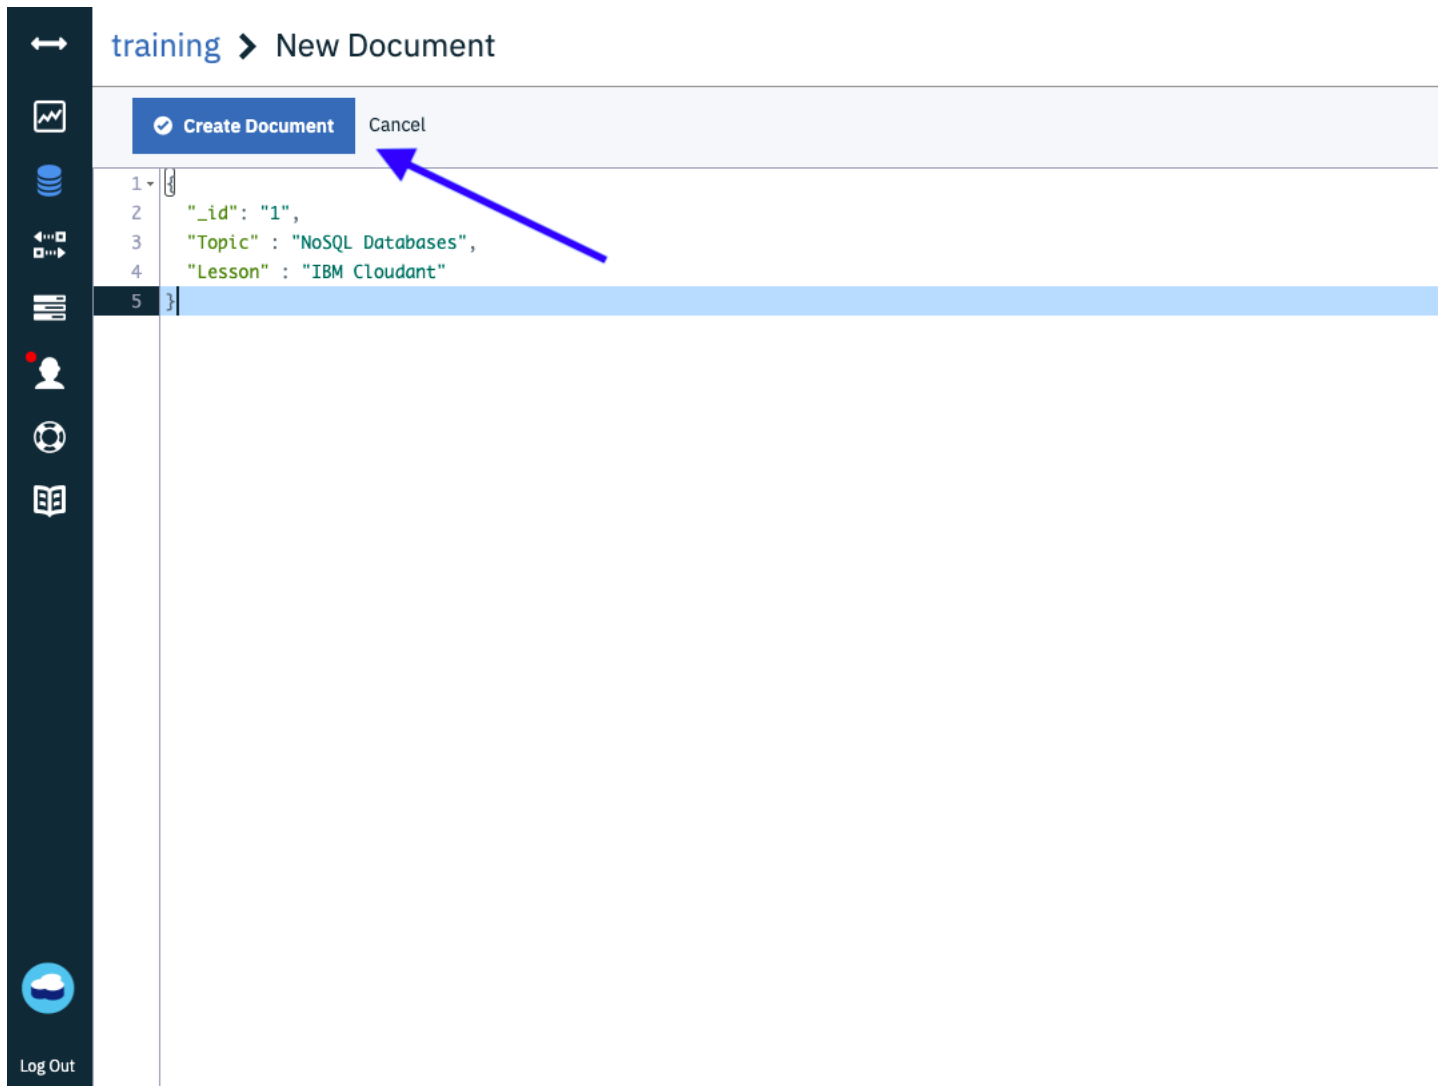 training > New Document
Create Document Cancel
1 {
2 "_id": "1",
3 "Topic" : "NoSQL Databases",
4 "Lesson" : "IBM Cloudant"
5 }
Log Out